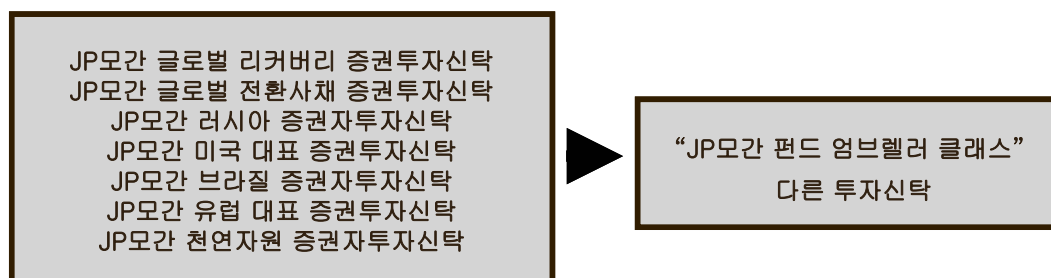 JP모간 글로벌 리커버리 증권투자신탁
JP모간 글로벌 전환사채 증권투자신탁
JP모간 러시아 증권자투자신탁
JP모간 미국 대표 증권투자신탁
JP모간 브라질 증권투자신탁
JP모간 유럽 대표 증권투자신탁
JP모간 천연자원 증권자투자신탁
“JP모간 펀드 엄브렐러 클래스”
다른 투자신탁